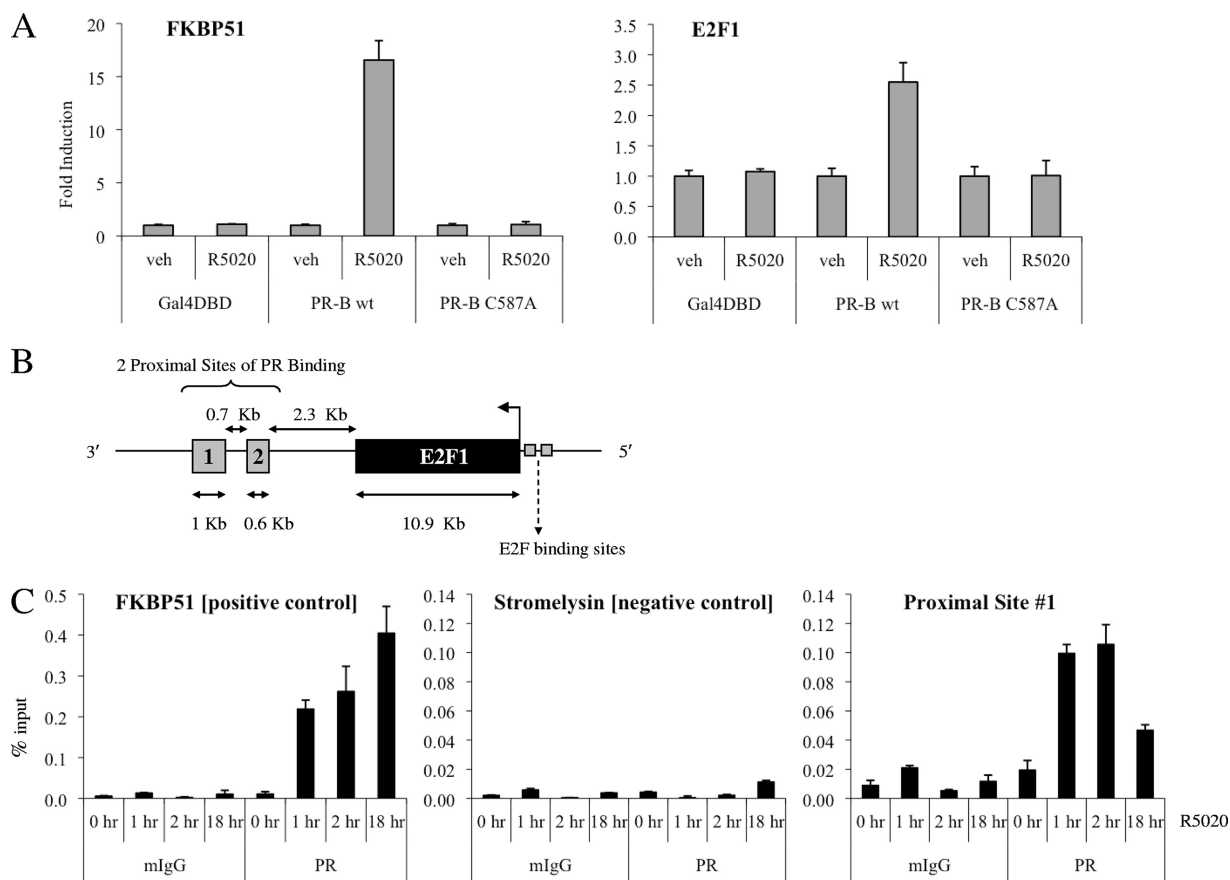 A
FKBP51
Fold Induction
20
15
10
5
0
veh R5020 veh R5020 veh R5020
Gal4DBD PR-B wt PR-B C587A
E2F1
3.5
3.0
2.5
2.0
1.5
1.0
0.5
0.0
veh R5020 veh R5020 veh R5020
Gal4DBD PR-B wt PR-B C587A
B
2 Proximal Sites of PR Binding
0.7 Kb 2.3 Kb
3′ 1 2 E2F1 5′
1 Kb 0.6 Kb 10.9 Kb
E2F binding sites
C
FKBP51 [positive control]
% input
0.5
0.4
0.3
0.2
0.1
0.0
0 hr 1 hr 2 hr 18 hr 0 hr 1 hr 2 hr 18 hr
mIgG PR
Stromelysin [negative control]
0.14
0.12
0.10
0.08
0.06
0.04
0.02
0.00
0 hr 1 hr 2 hr 18 hr 0 hr 1 hr 2 hr 18 hr
mIgG PR
Proximal Site #1
0.14
0.12
0.10
0.08
0.06
0.04
0.02
0.00
0 hr 1 hr 2 hr 18 hr 0 hr 1 hr 2 hr 18 hr R5020
mIgG PR